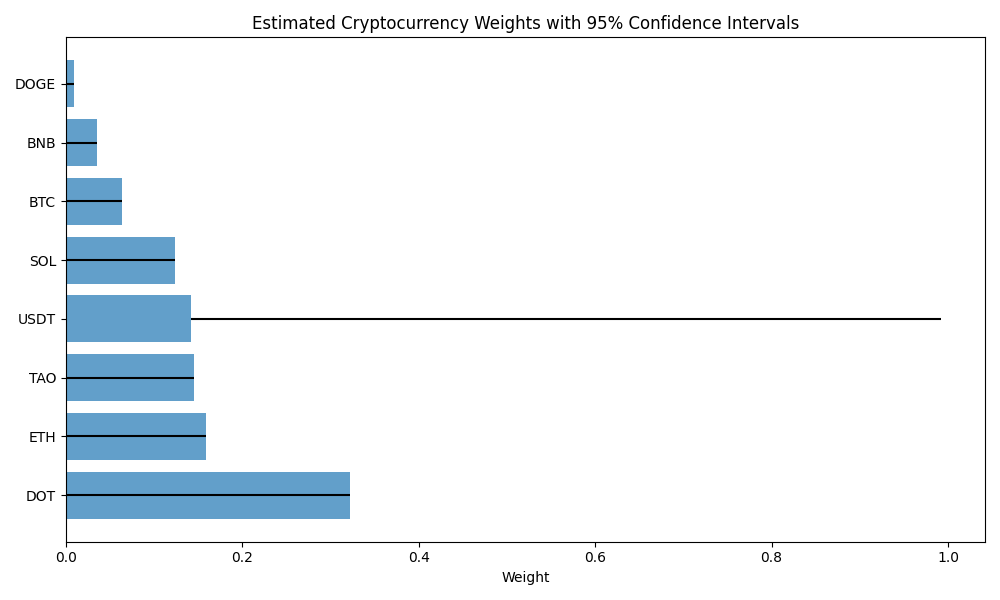 Estimated Cryptocurrency Weights with 95% Confidence Intervals
DOGE
BNB
BTC
SOL
USDT
TAO
ETH
DOT
0.0 0.2 0.4 0.6 0.8 1.0
Weight